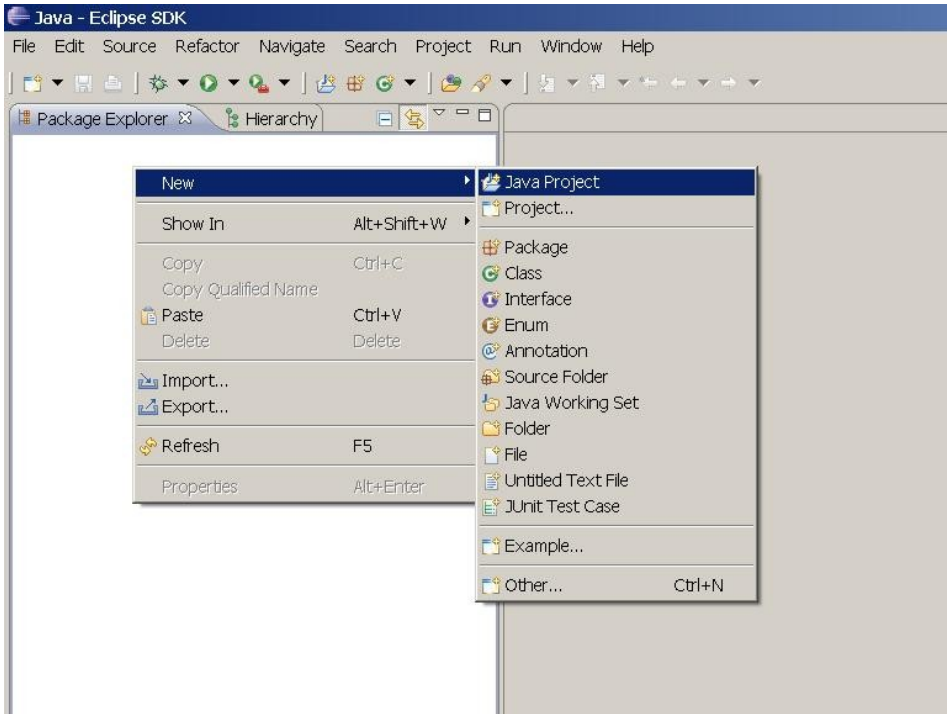 Java - Eclipse SDK
File Edit Source Refactor Navigate Search Project Run Window Help
Package Explorer Hierarchy
New
Show In Alt+Shift+W
Copy Ctrl+C
Copy Qualified Name
Paste Ctrl+V
Delete Delete
Import...
Export...
Refresh F5
Properties Alt+Enter
Java Project
Project...
Package
Class
Interface
Enum
Annotation
Source Folder
Java Working Set
Folder
File
Untitled Text File
JUnit Test Case
Example...
Other... Ctrl+N